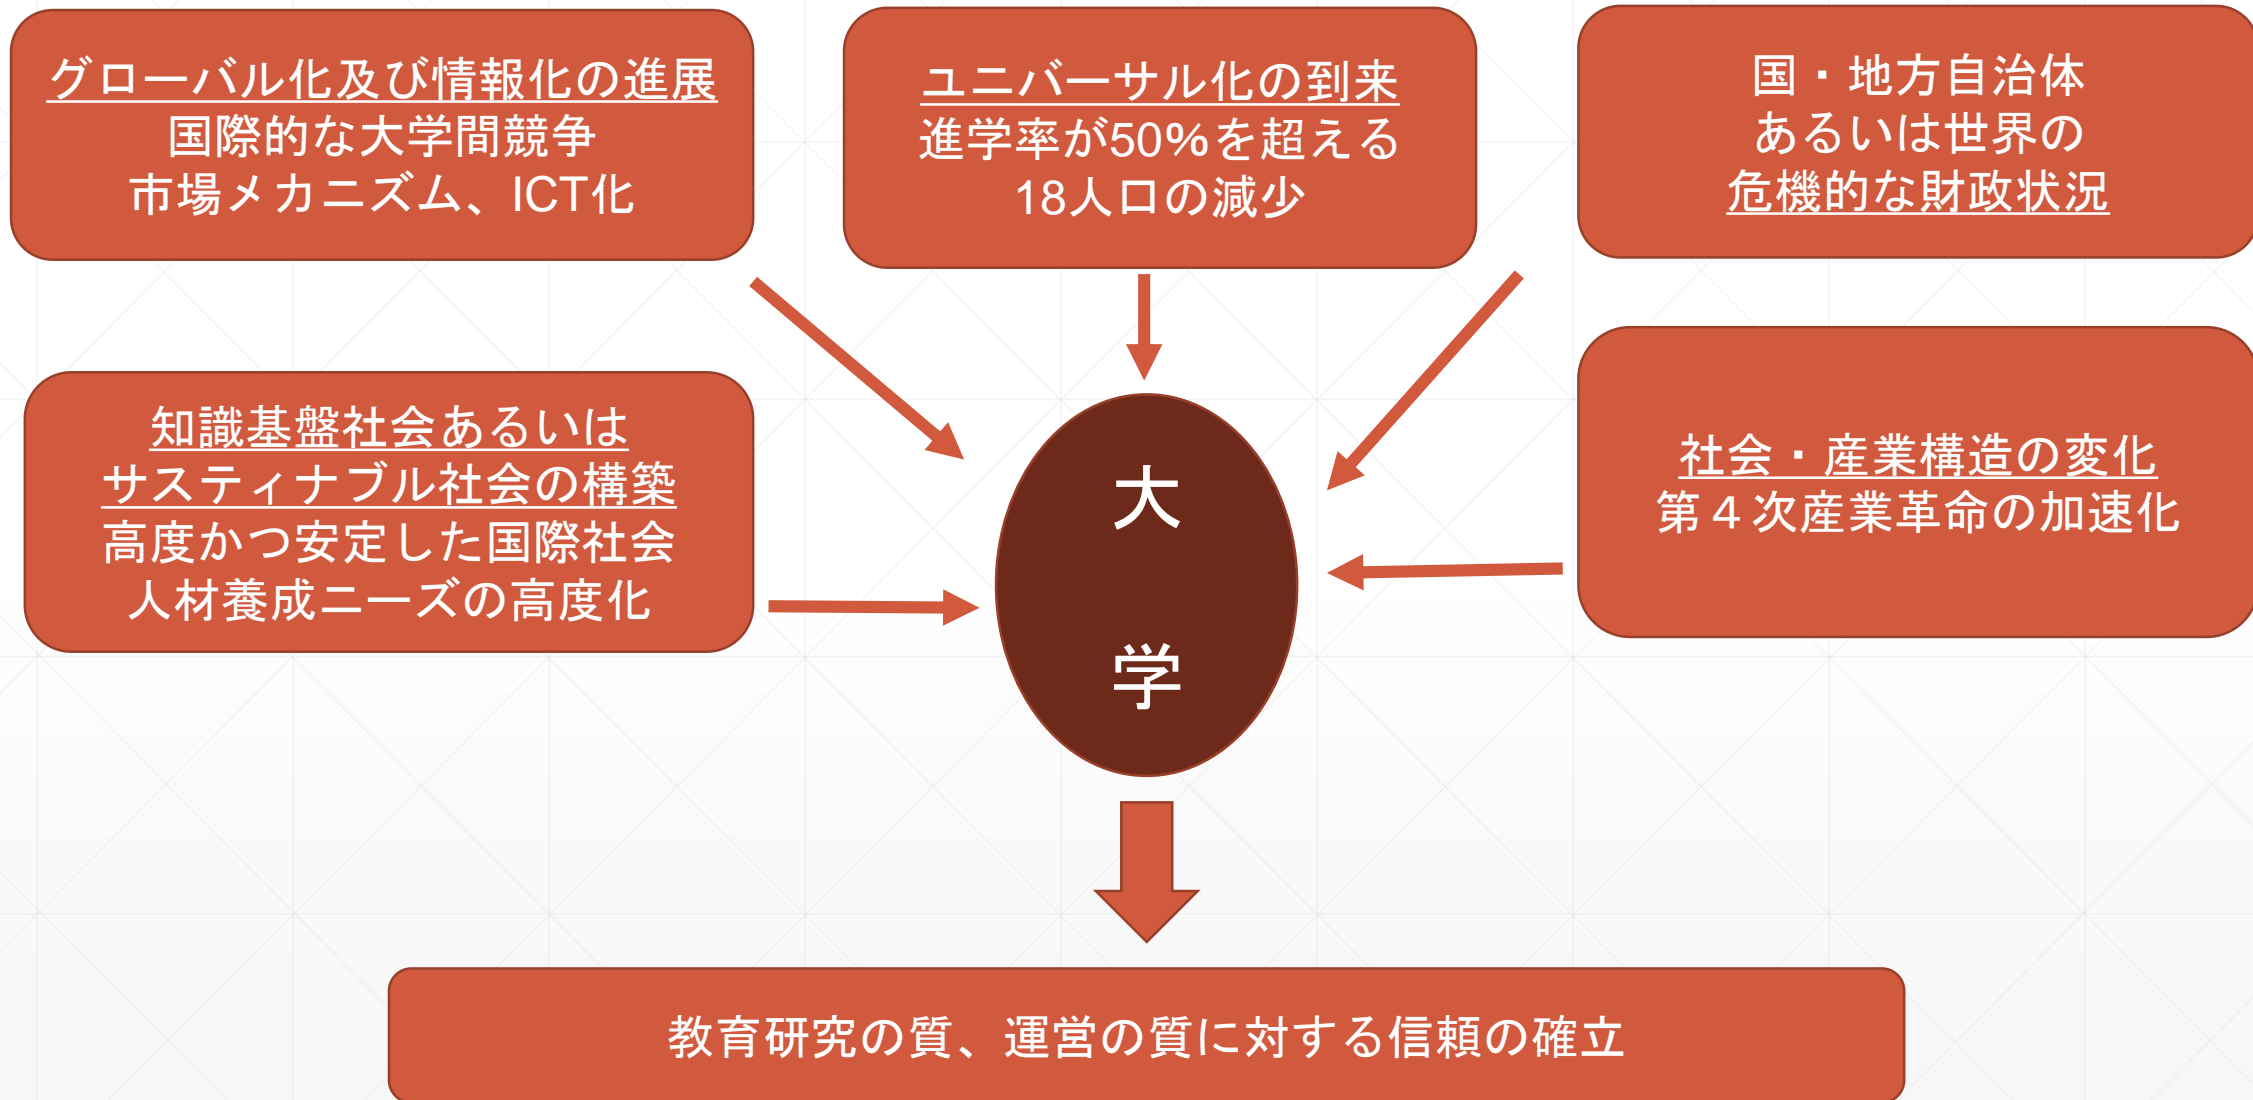 グローバル化及び情報化の進展
国際的な大学間競争
市場メカニズム、ICT化
ユニバーサル化の到来
進学率が50%を超える
18人口の減少
国・地方自治体
あるいは世界の
危機的な財政状況
知識基盤社会あるいは
サスティナブル社会の構築
高度かつ安定した国際社会
人材養成ニーズの高度化
大
学
社会・産業構造の変化
第４次産業革命の加速化
教育研究の質、運営の質に対する信頼の確立